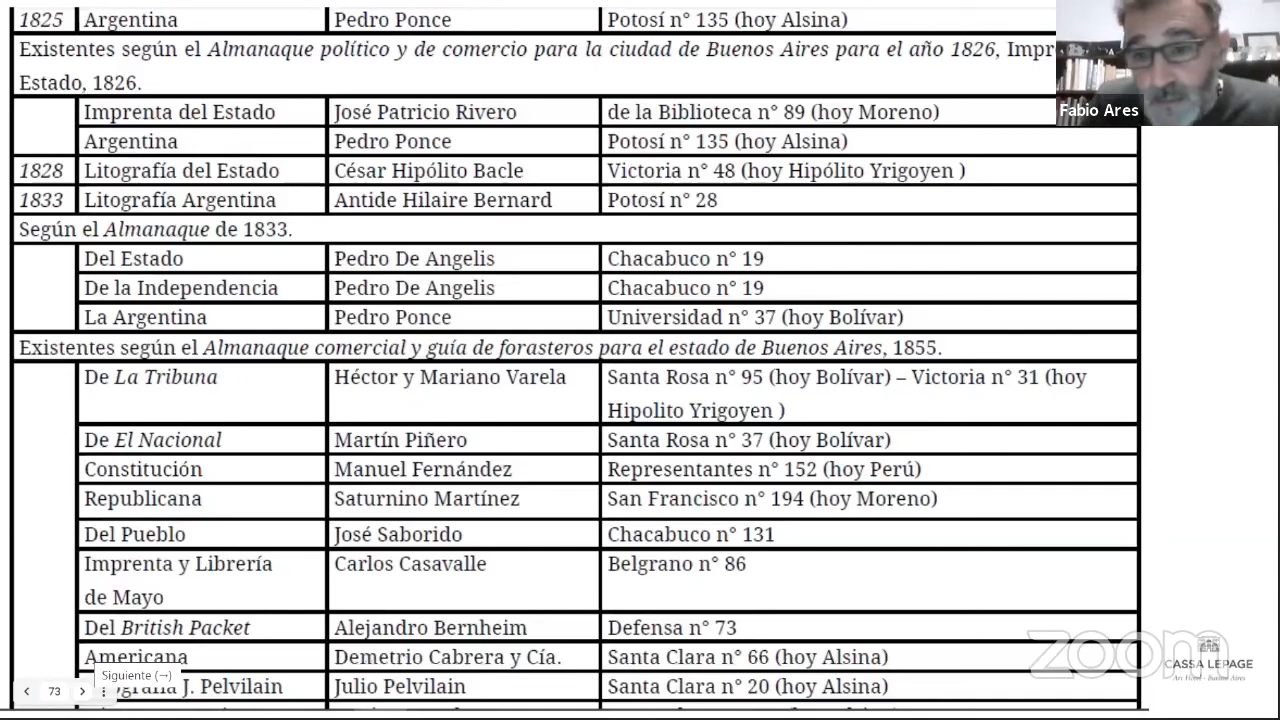 1825 Argentina Pedro Ponce Potosí n° 135 (hoy Alsina)
Existentes según el Almanaque político y de comercio para la ciudad de Buenos Aires para el año 1826, Impr
Estado, 1826.
Imprenta del Estado José Patricio Rivero de la Biblioteca n° 89 (hoy Moreno)
Argentina Pedro Ponce Potosí n° 135 (hoy Alsina)
1828 Litografía del Estado César Hipólito Bacle Victoria n° 48 (hoy Hipólito Yrigoyen )
1833 Litografía Argentina Antide Hilaire Bernard Potosí n° 28
Según el Almanaque de 1833.
Del Estado Pedro De Angelis Chacabuco n° 19
De la Independencia Pedro De Angelis Chacabuco n° 19
La Argentina Pedro Ponce Universidad n° 37 (hoy Bolívar)
Existentes según el Almanaque comercial y guía de forasteros para el estado de Buenos Aires, 1855.
De La Tribuna Héctor y Mariano Varela Santa Rosa n° 95 (hoy Bolívar) – Victoria n° 31 (hoy
Hipolito Yrigoyen )
De El Nacional Martín Piñero Santa Rosa n° 37 (hoy Bolívar)
Constitución Manuel Fernández Representantes n° 152 (hoy Perú)
Republicana Saturnino Martínez San Francisco n° 194 (hoy Moreno)
Del Pueblo José Saborido Chacabuco n° 131
Imprenta y Librería Carlos Casavalle Belgrano n° 86
de Mayo
Del British Packet Alejandro Bernheim Defensa n° 73
Americana Demetrio Cabrera y Cía. Santa Clara n° 66 (hoy Alsina)
J. Pelvilain Julio Pelvilain Santa Clara n° 20 (hoy Alsina)
Siguiente (→)
73
Fabio Ares
zoom
CASSA LEPAGE
Art Hotel - Buenos Aires